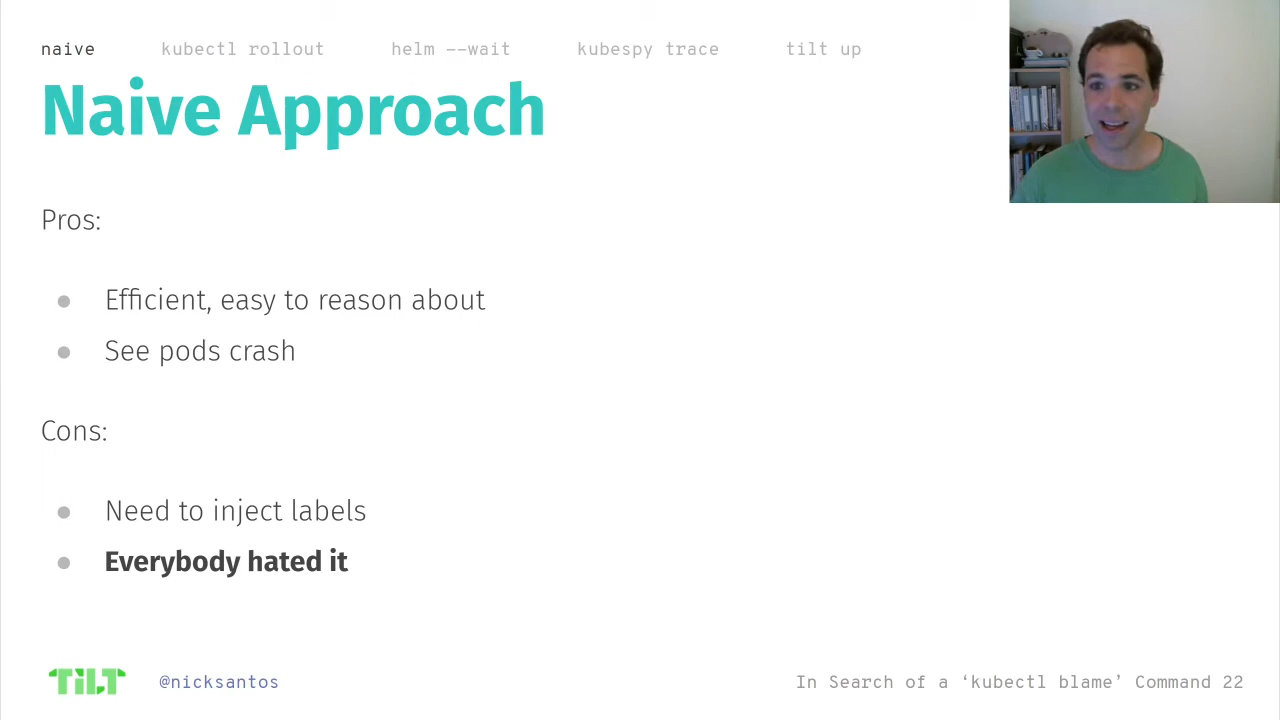 naive kubectl rollout helm --wait kubespy trace tilt up
Naive Approach
Pros:
● Efficient, easy to reason about
● See pods crash
Cons:
● Need to inject labels
● Everybody hated it
TILT @nicksantos In Search of a ‘kubectl blame’ Command 22